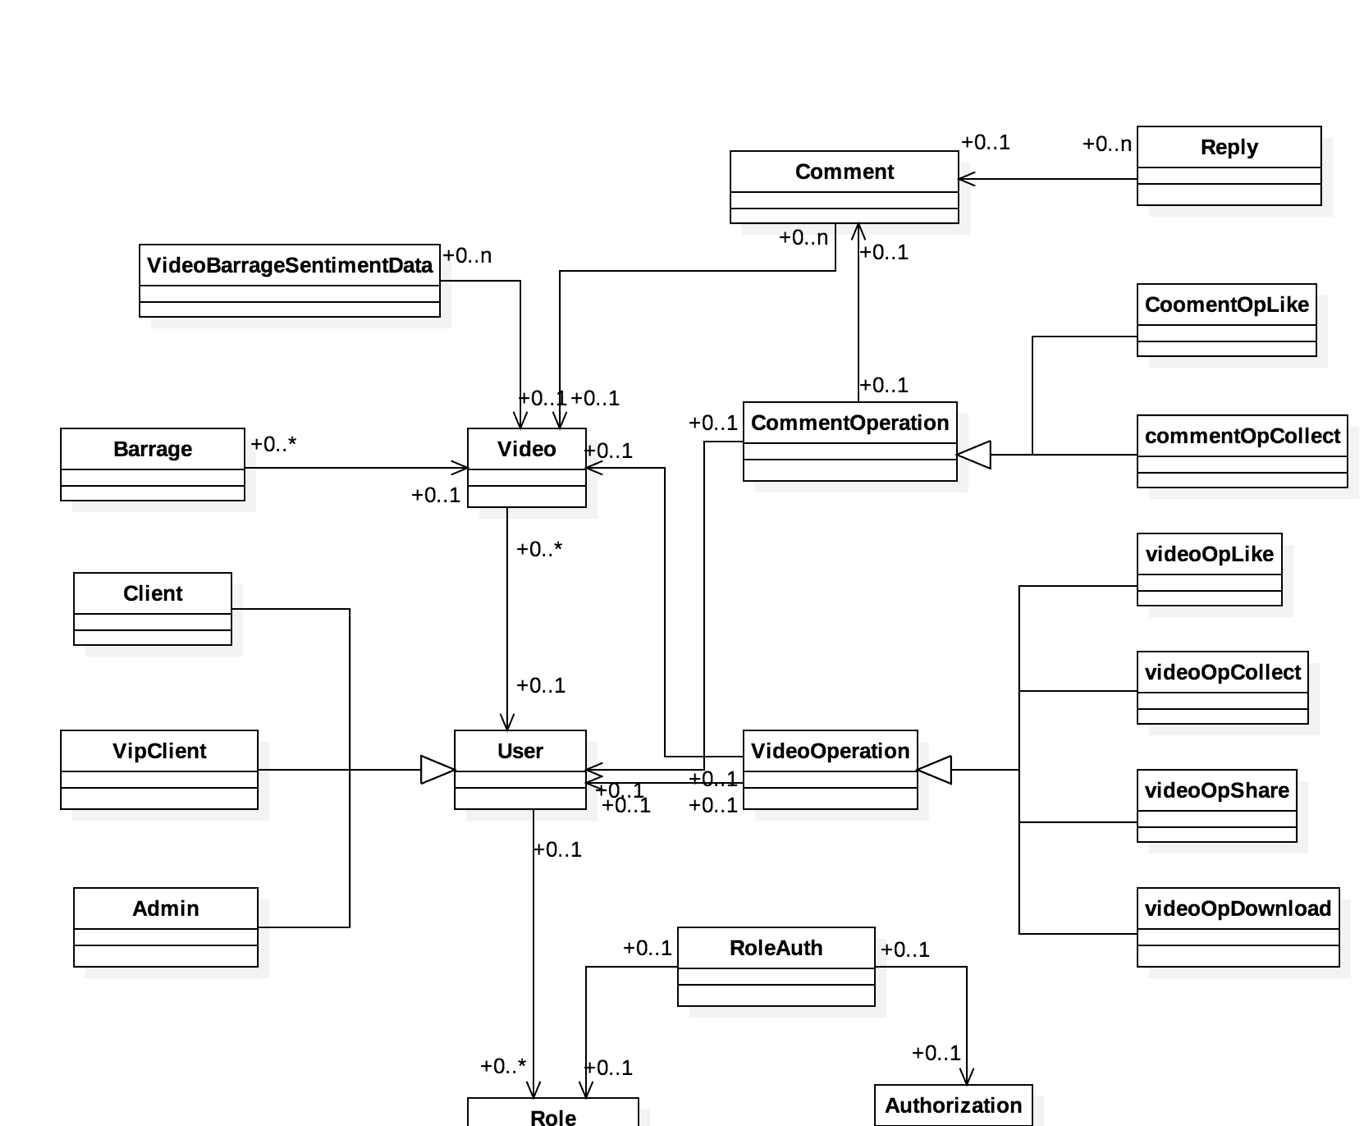 +0..1
+0..n
Reply
Comment
+0..n
+0..1
+0..n
VideoBarrageSentimentData
CoomentOpLike
+0..1
+0..1
+0..1
+0..1
CommentOperation
commentOpCollect
Barrage
+0..*
Video
+0..1
+0..1
+0..*
videoOpLike
Client
videoOpCollect
+0..1
VipClient
User
VideoOperation
+0..1
+0..1
+0..1
+0..1
videoOpShare
+0..1
Admin
videoOpDownload
+0..1
RoleAuth
+0..1
+0..1
+0..*
+0..1
Role
Authorization